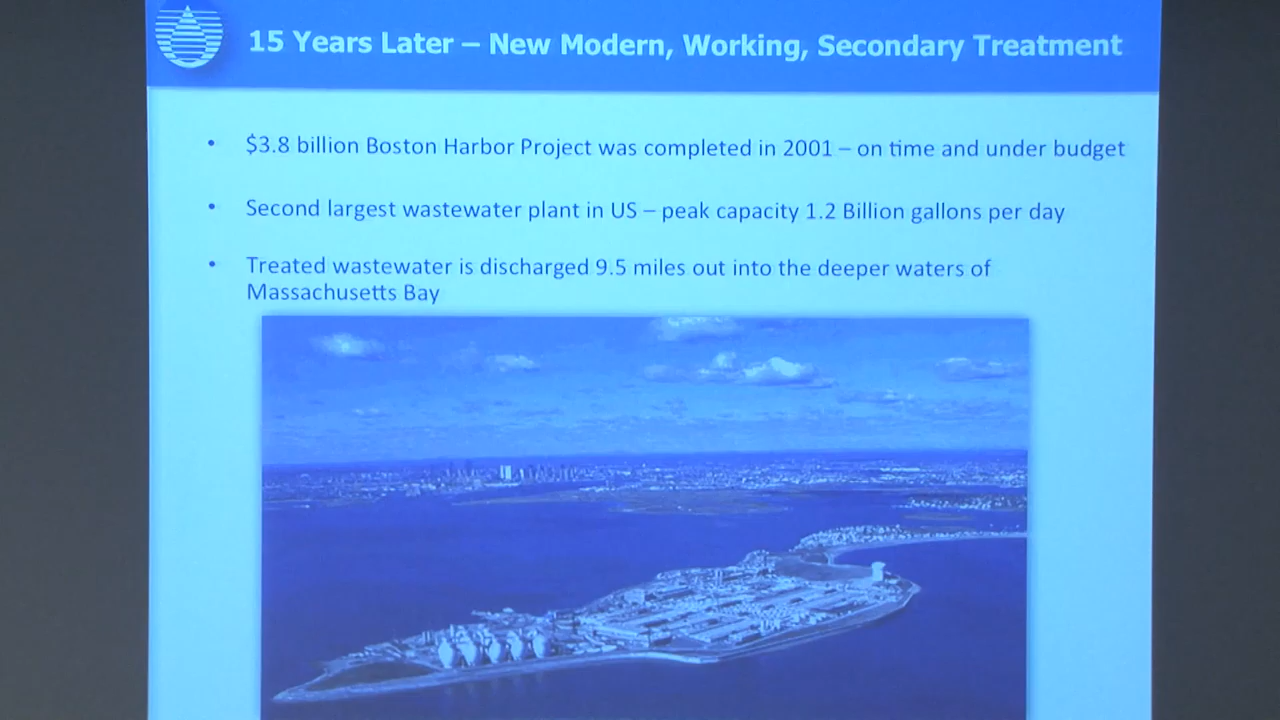 15 Years Later – New Modern, Working, Secondary Treatment
• $3.8 billion Boston Harbor Project was completed in 2001 – on time and under budget
• Second largest wastewater plant in US – peak capacity 1.2 Billion gallons per day
• Treated wastewater is discharged 9.5 miles out into the deeper waters of
Massachusetts Bay